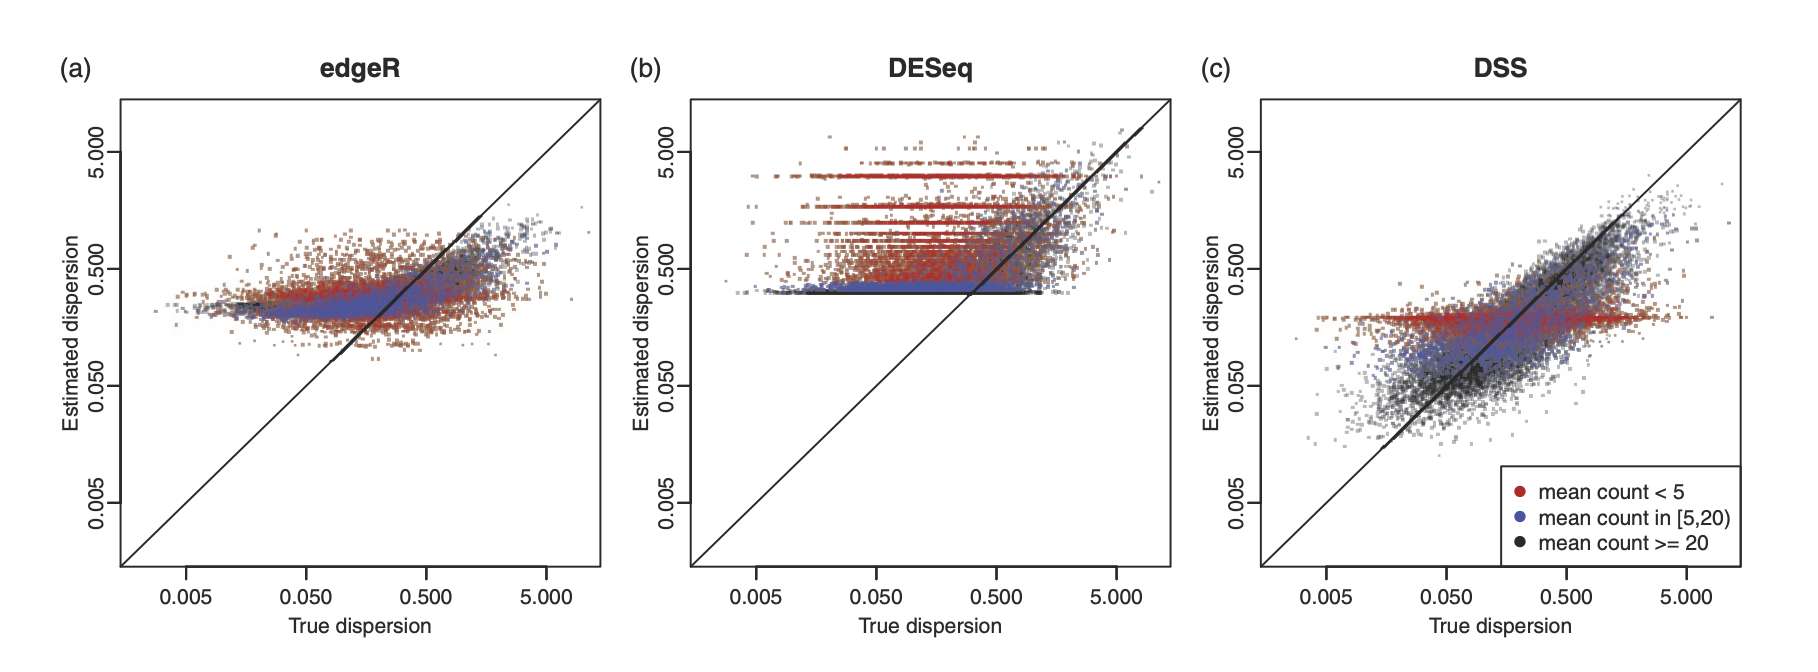 (a) edgeR
Estimated dispersion
5.000
0.500
0.050
0.005
0.005 0.050 0.500 5.000
True dispersion
(b) DESeq
Estimated dispersion
5.000
0.500
0.050
0.005
0.005 0.050 0.500 5.000
True dispersion
(c) DSS
Estimated dispersion
5.000
0.500
0.050
0.005
mean count < 5
mean count in [5,20)
mean count >= 20
0.005 0.050 0.500 5.000
True dispersion